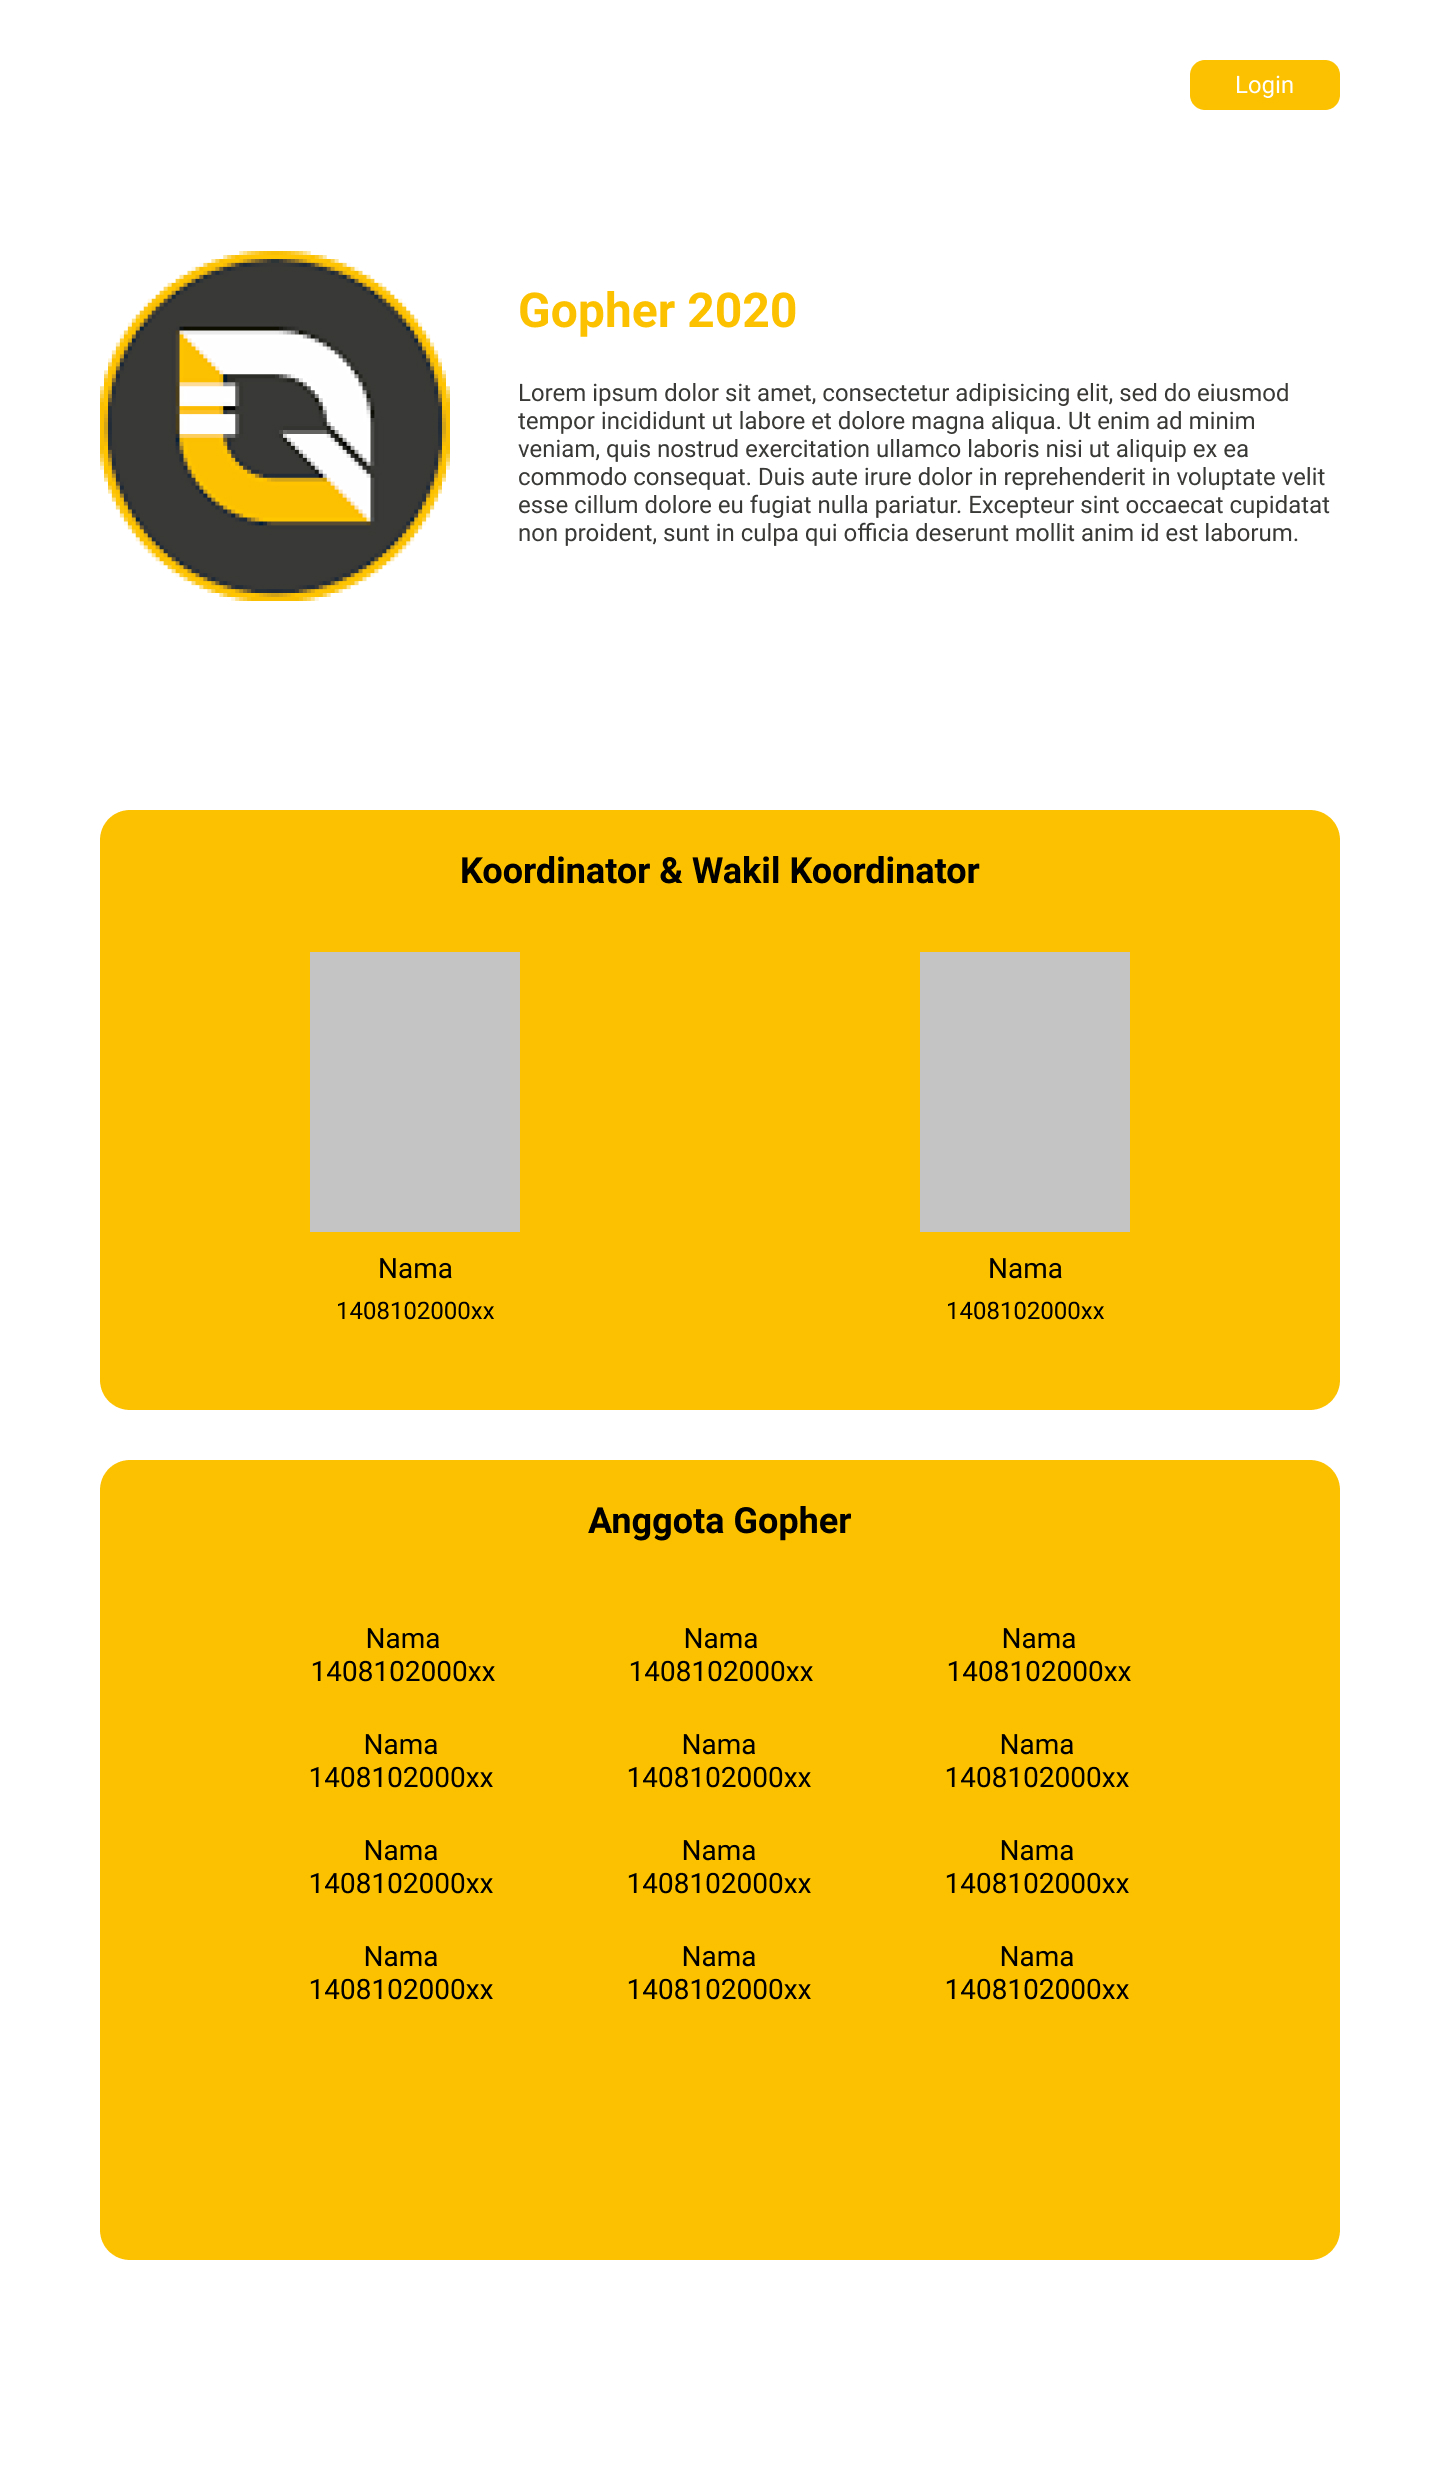 Login
Gopher 2020
Lorem ipsum dolor sit amet, consectetur adipisicing elit, sed do eiusmod
tempor incididunt ut labore et dolore magna aliqua. Ut enim ad minim
veniam, quis nostrud exercitation ullamco laboris nisi ut aliquip ex ea
commodo consequat. Duis aute irure dolor in reprehenderit in voluptate velit
esse cillum dolore eu fugiat nulla pariatur. Excepteur sint occaecat cupidatat
non proident, sunt in culpa qui officia deserunt mollit anim id est laborum.
Koordinator & Wakil Koordinator
Nama Nama
1408102000xx 1408102000xx
Anggota Gopher
Nama Nama Nama
1408102000xx 1408102000xx 1408102000xx
Nama Nama Nama
1408102000xx 1408102000xx 1408102000xx
Nama Nama Nama
1408102000xx 1408102000xx 1408102000xx
Nama Nama Nama
1408102000xx 1408102000xx 1408102000xx